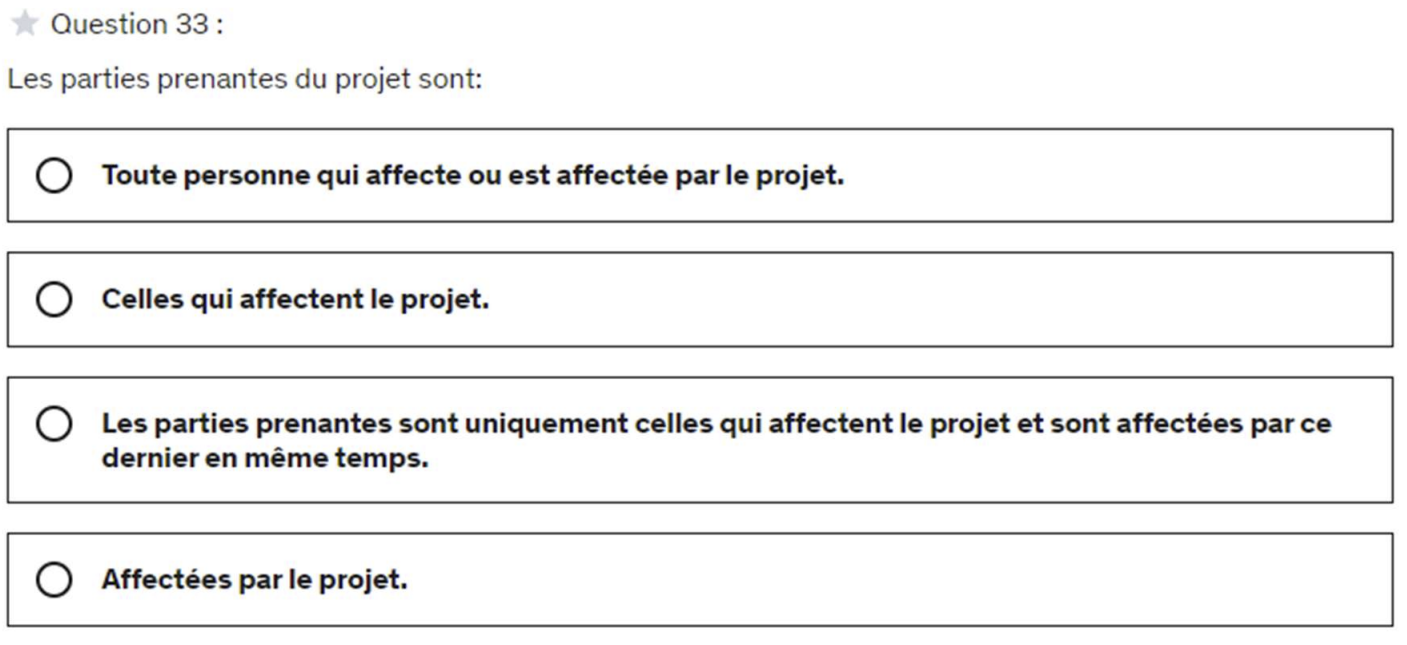 Question 33 :
Les parties prenantes du projet sont:
Toute personne qui affecte ou est affectée par le projet.
Celles qui affectent le projet.
Les parties prenantes sont uniquement celles qui affectent le projet et sont affectées par ce
dernier en même temps.
Affectées par le projet.